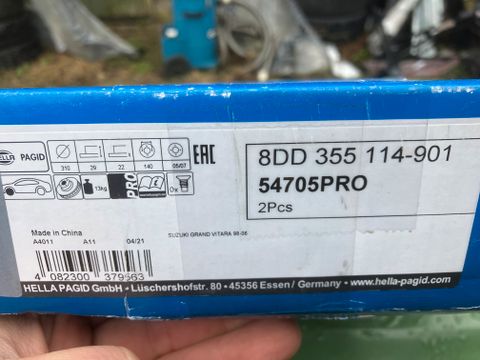 HELLA PAGID
310 29 22 140 05/07
13kg PRO 0x
EAC
8DD 355 114-901
54705PRO
2Pcs
Made in China
A4011 A11 04/21
SUZUKI GRAND VITARA 98-06
4 082300 379563
HELLA PAGID GmbH • Lüschershofstr. 80 • 45356 Essen / Germany • www.hella-pagid.com